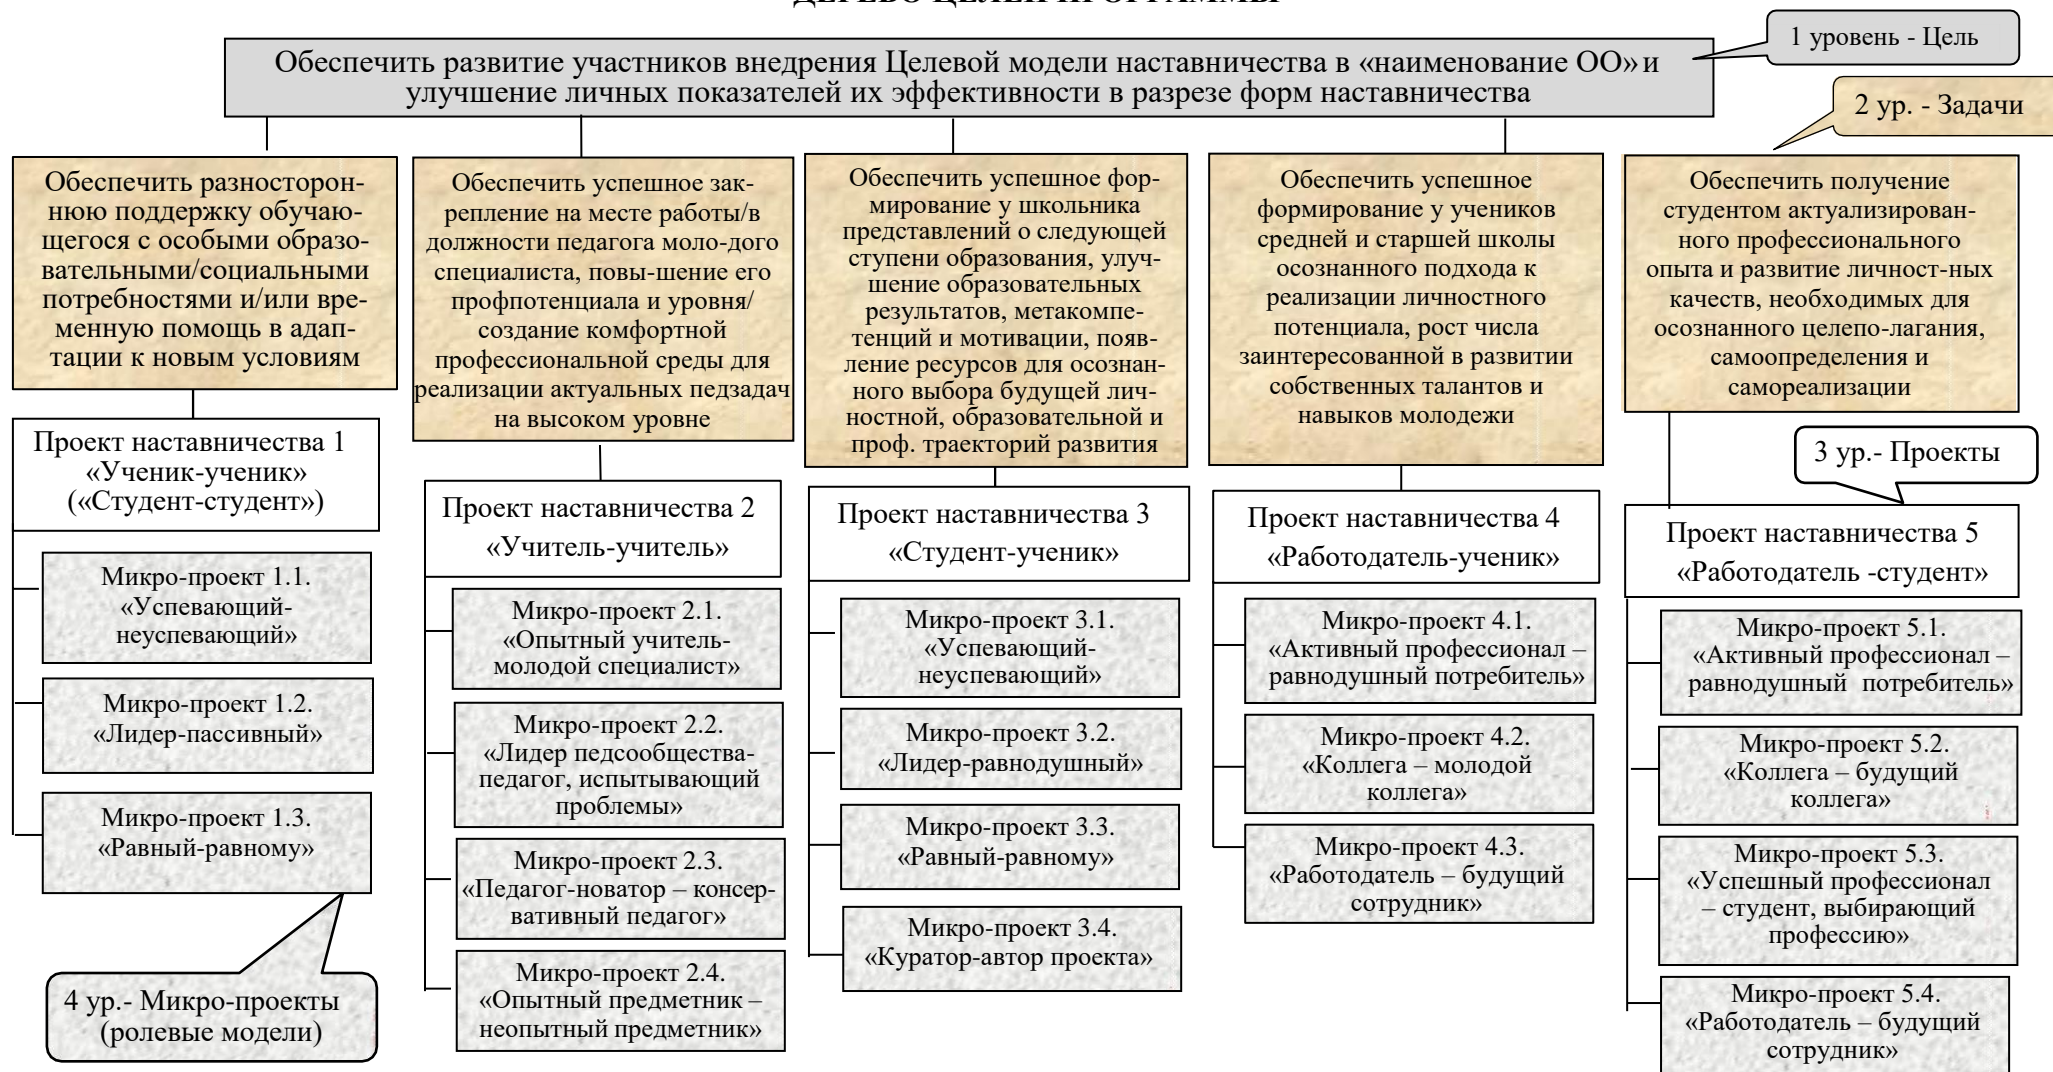 ДЕРЕВО ЦЕЛЕЙ ПРОГРАММЫ
1 уровень - Цель
Обеспечить развитие участников внедрения Целевой модели наставничества в «наименование ОО» и
улучшение личных показателей их эффективности в разрезе форм наставничества
2 ур. - Задачи
Обеспечить разносторон-
нюю поддержку обучаю-
щегося с особыми образо-
вательными/социальными
потребностями и/или вре-
менную помощь в адап-
тации к новым условиям
Обеспечить успешное зак-
репление на месте работы/в
должности педагога моло-дого
специалиста, повы-шение его
профпотенциала и уровня/
создание комфортной
профессиональной среды для
реализации актуальных педзадач
на высоком уровне
Обеспечить успешное фор-
мирование у школьника
представлений о следующей
ступени образования, улуч-
шение образовательных
результатов, метакомпе-
тенций и мотивации, появ-
ление ресурсов для осознан-
ного выбора будущей лич-
ностной, образовательной и
проф. траекторий развития
Обеспечить успешное
формирование у учеников
средней и старшей школы
осознанного подхода к
реализации личностного
потенциала, рост числа
заинтересованной в развитии
собственных талантов и
навыков молодежи
Обеспечить получение
студентом актуализирован-
ного профессионального
опыта и развитие личност-ных
качеств, необходимых для
осознанного целепо-лагания,
самоопределения и
самореализации
3 ур.- Проекты
Проект наставничества 1
«Ученик-ученик»
(«Студент-студент»)
Микро-проект 1.1.
«Успевающий-
неуспевающий»
Микро-проект 1.2.
«Лидер-пассивный»
Микро-проект 1.3.
«Равный-равному»
4 ур.- Микро-проекты
(ролевые модели)
Проект наставничества 2
«Учитель-учитель»
Микро-проект 2.1.
«Опытный учитель-
молодой специалист»
Микро-проект 2.2.
«Лидер педсообщества-
педагог, испытывающий
проблемы»
Микро-проект 2.3.
«Педагог-новатор – консер-
вативный педагог»
Микро-проект 2.4.
«Опытный предметник –
неопытный предметник»
Проект наставничества 3
«Студент-ученик»
Микро-проект 3.1.
«Успевающий-
неуспевающий»
Микро-проект 3.2.
«Лидер-равнодушный»
Микро-проект 3.3.
«Равный-равному»
Микро-проект 3.4.
«Куратор-автор проекта»
Проект наставничества 4
«Работодатель-ученик»
Микро-проект 4.1.
«Активный профессионал –
равнодушный потребитель»
Микро-проект 4.2.
«Коллега – молодой
коллега»
Микро-проект 4.3.
«Работодатель – будущий
сотрудник»
Проект наставничества 5
«Работодатель -студент»
Микро-проект 5.1.
«Активный профессионал –
равнодушный потребитель»
Микро-проект 5.2.
«Коллега – будущий
коллега»
Микро-проект 5.3.
«Успешный профессионал
– студент, выбирающий
профессию»
Микро-проект 5.4.
«Работодатель – будущий
сотрудник»